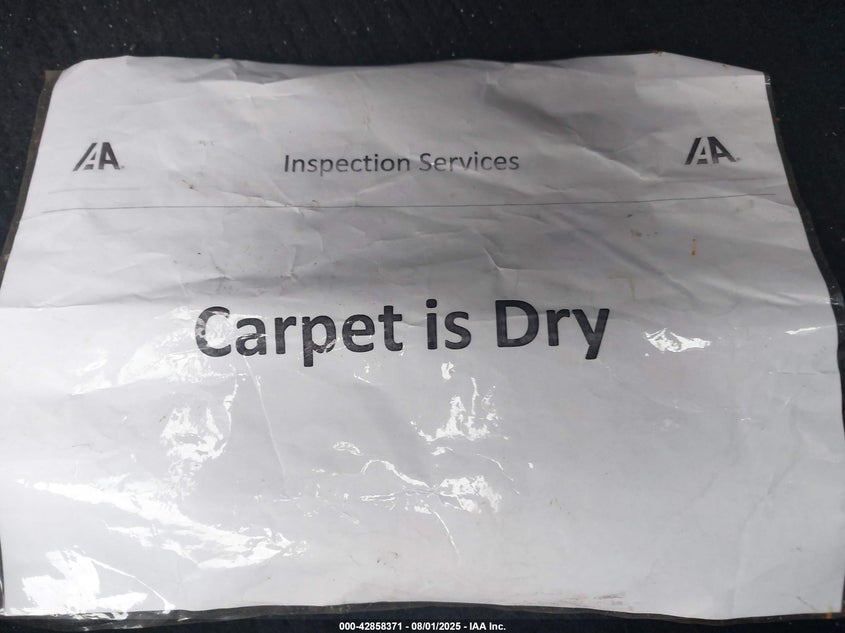 IAA Inspection Services IAA
Carpet is Dry
000-42858371 - 08/01/2025 - IAA Inc.